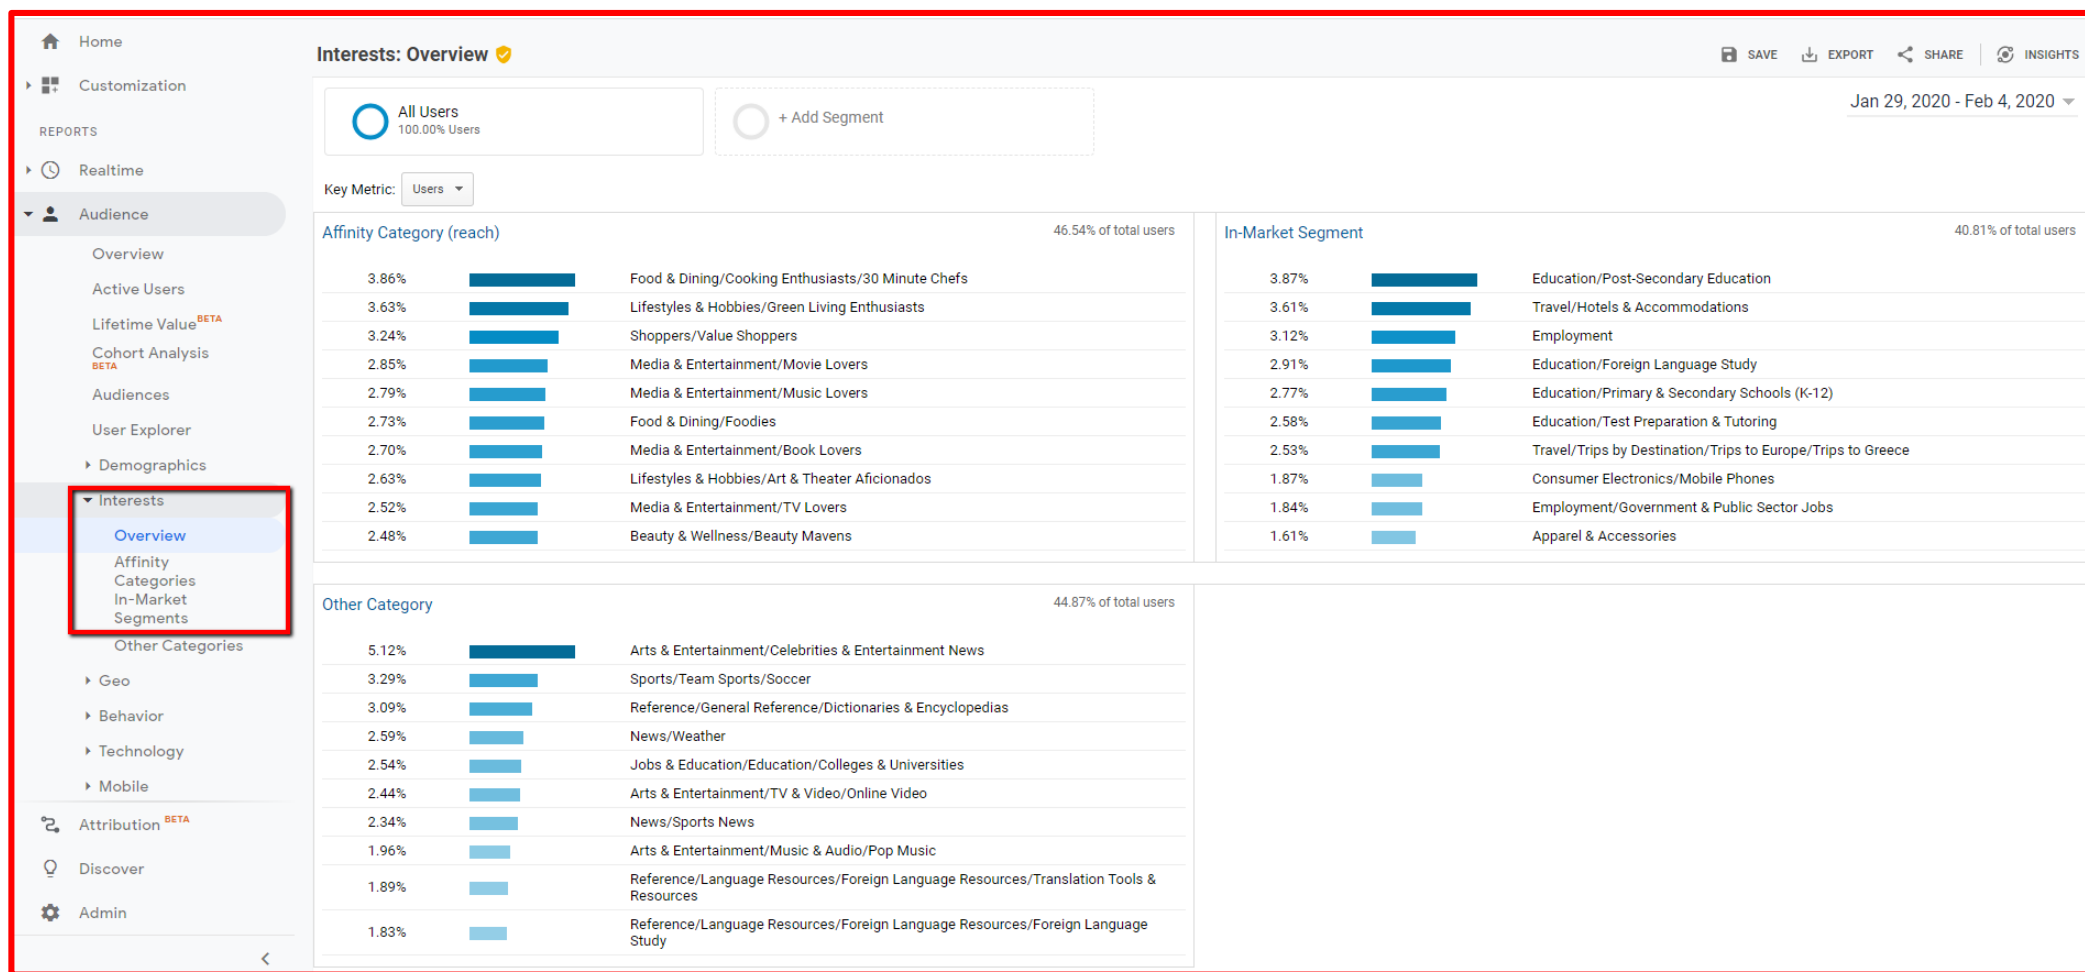 Home
Customization
REPORTS
Realtime
Audience
Overview
Active Users
Lifetime Value BETA
Cohort Analysis
BETA
Audiences
User Explorer
Demographics
Interests
Overview
Affinity
Categories
In-Market
Segments
Other Categories
Geo
Behavior
Technology
Mobile
Attribution BETA
Discover
Admin
Interests: Overview
SAVE EXPORT SHARE INSIGHTS
All Users
100.00% Users
+ Add Segment
Jan 29, 2020 - Feb 4, 2020
Key Metric: Users
Affinity Category (reach) 46.54% of total users
3.86% Food & Dining/Cooking Enthusiasts/30 Minute Chefs
3.63% Lifestyles & Hobbies/Green Living Enthusiasts
3.24% Shoppers/Value Shoppers
2.85% Media & Entertainment/Movie Lovers
2.79% Media & Entertainment/Music Lovers
2.73% Food & Dining/Foodies
2.70% Media & Entertainment/Book Lovers
2.63% Lifestyles & Hobbies/Art & Theater Aficionados
2.52% Media & Entertainment/TV Lovers
2.48% Beauty & Wellness/Beauty Mavens
In-Market Segment 40.81% of total users
3.87% Education/Post-Secondary Education
3.61% Travel/Hotels & Accommodations
3.12% Employment
2.91% Education/Foreign Language Study
2.77% Education/Primary & Secondary Schools (K-12)
2.58% Education/Test Preparation & Tutoring
2.53% Travel/Trips by Destination/Trips to Europe/Trips to Greece
1.87% Consumer Electronics/Mobile Phones
1.84% Employment/Government & Public Sector Jobs
1.61% Apparel & Accessories
Other Category 44.87% of total users
5.12% Arts & Entertainment/Celebrities & Entertainment News
3.29% Sports/Team Sports/Soccer
3.09% Reference/General Reference/Dictionaries & Encyclopedias
2.59% News/Weather
2.54% Jobs & Education/Education/Colleges & Universities
2.44% Arts & Entertainment/TV & Video/Online Video
2.34% News/Sports News
1.96% Arts & Entertainment/Music & Audio/Pop Music
1.89% Reference/Language Resources/Foreign Language Resources/Translation Tools &
Resources
1.83% Reference/Language Resources/Foreign Language Resources/Foreign Language
Study